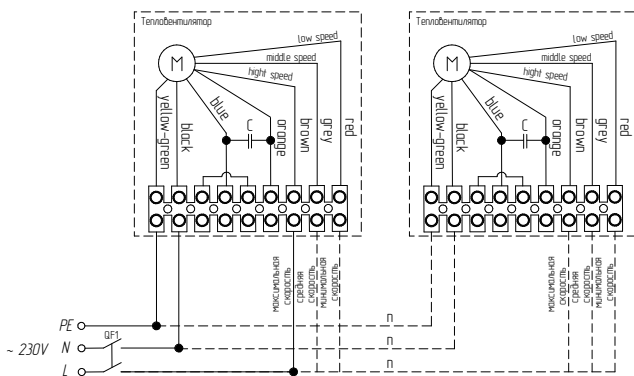 Тепловентилятор
low speed
middle speed
hight speed
M
yellow-green
black
blue
C
orange
brown
grey
red
максимальная
скорость
средняя
скорость
минимальная
скорость
Тепловентилятор
low speed
middle speed
hight speed
M
yellow-green
black
blue
C
orange
brown
grey
red
максимальная
скорость
средняя
скорость
минимальная
скорость
PE
n
~ 230V
QF1
N
n
L
n